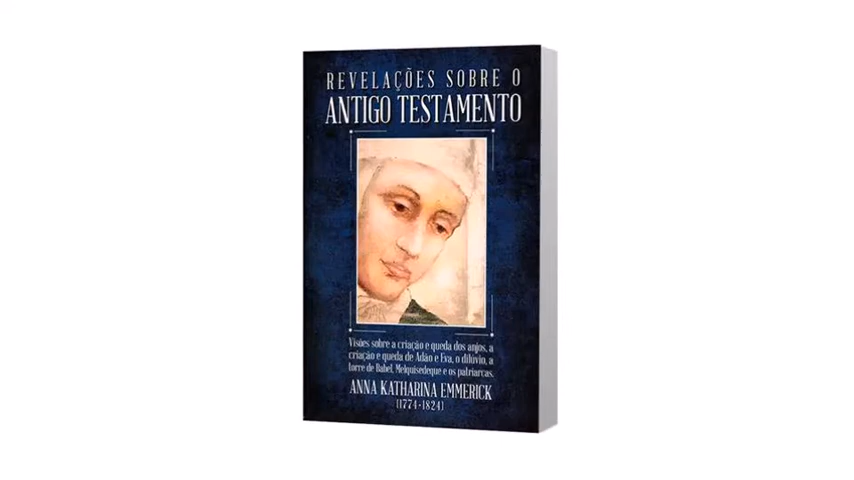 REVELAÇÕES SOBRE O
ANTIGO TESTAMENTO
Visões sobre a criação e queda dos anjos, a
criação e queda de Adão e Eva, o dilúvio, a
torre de Babel, Melquisedeque e os patriarcas.
ANNA KATHARINA EMMERICK
(1774-1824)